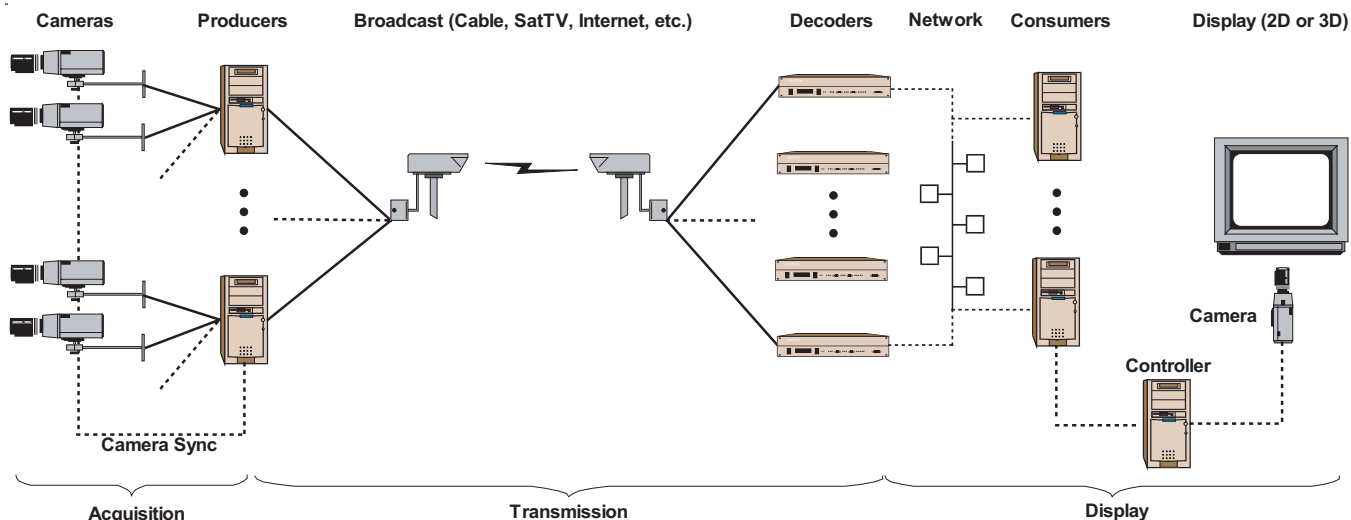 Cameras Producers Broadcast (Cable, SatTV, Internet, etc.) Decoders Network Consumers Display (2D or 3D)
Camera
Controller
Camera Sync
Acquisition Transmission Display